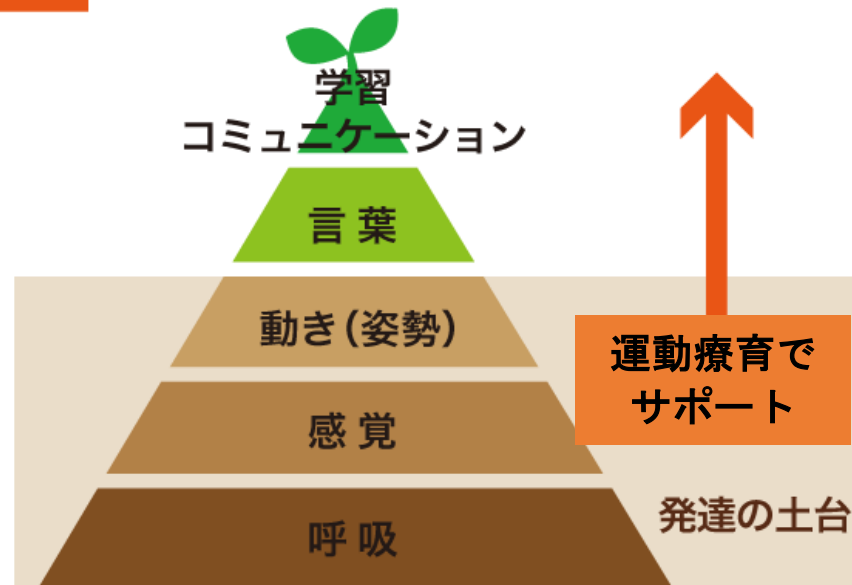 学習
コミュニケーション
言葉
動き（姿勢）
運動療育で
サポート
感覚
発達の土台
呼吸